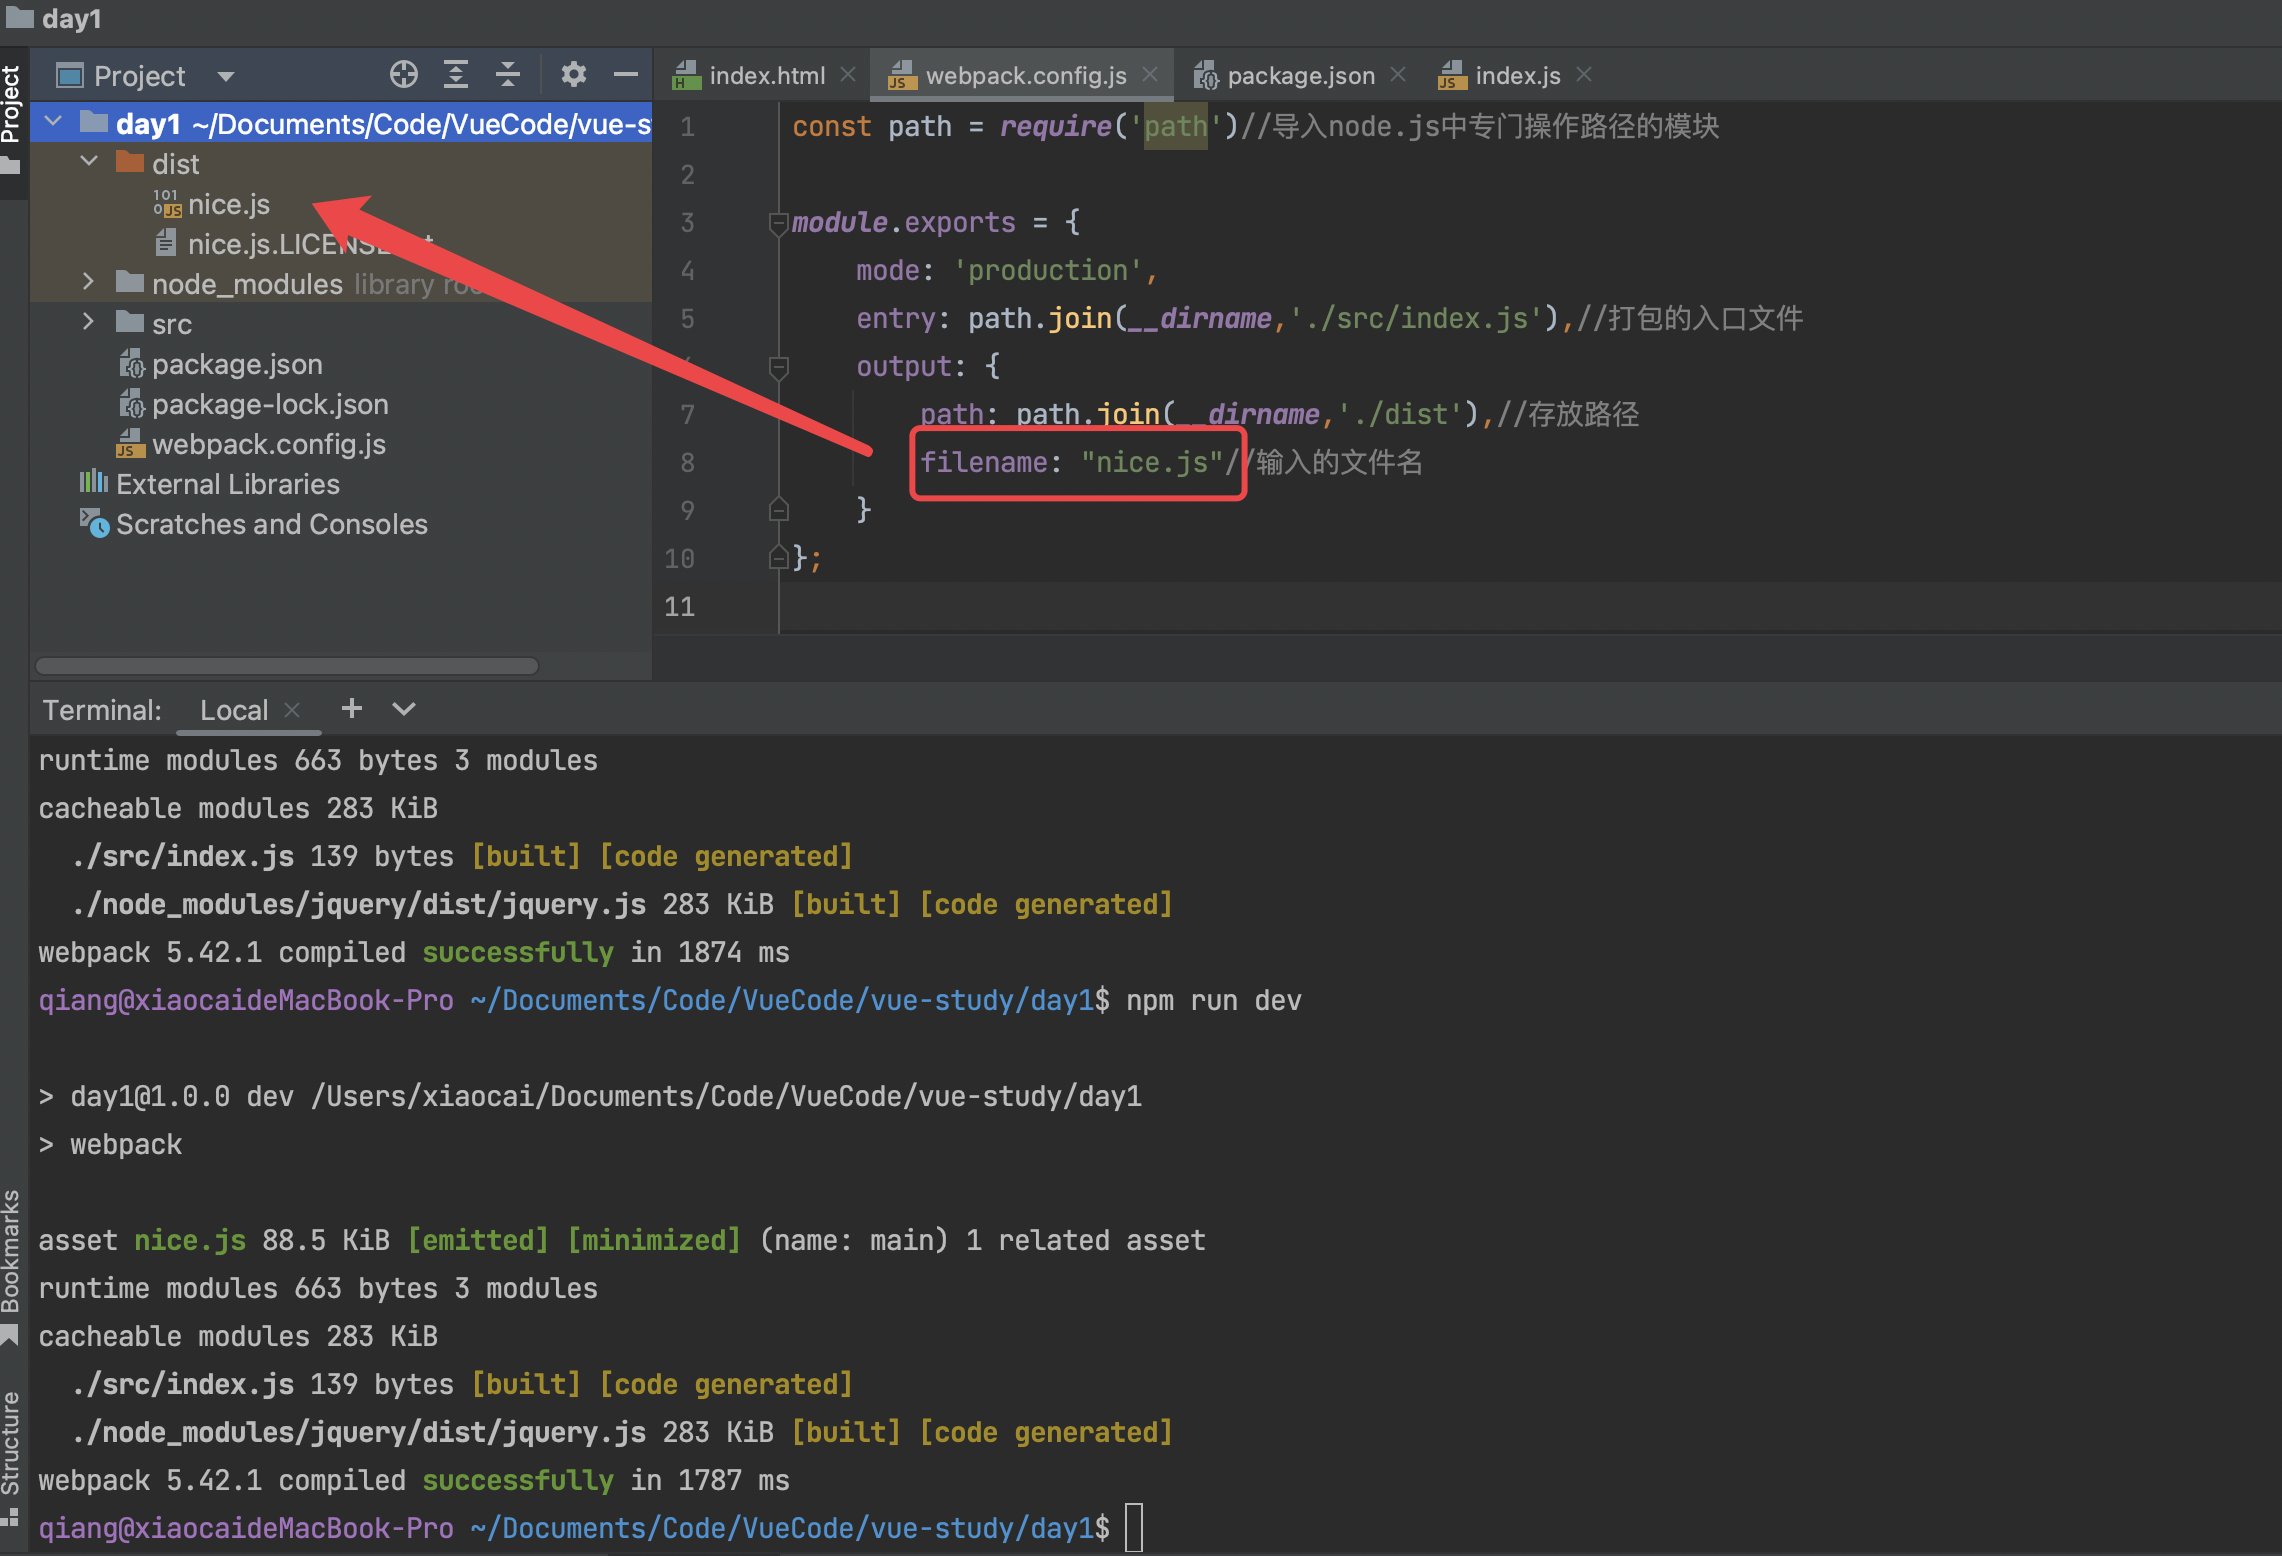 day1
Project
Project
day1 ~/Documents/Code/VueCode/vue-s
dist
nice.js
nice.js.LICENSE
node_modules library
src
package.json
package-lock.json
webpack.config.js
External Libraries
Scratches and Consoles
index.html
webpack.config.js
package.json
index.js
1 const path = require('path')//导入node.js中专门操作路径的模块
2
3 module.exports = {
4 mode: 'production',
5 entry: path.join(__dirname,'./src/index.js'),//打包的入口文件
output: {
7 path: path.join(__dirname,'./dist'),//存放路径
8 filename: "nice.js"//输入的文件名
9 }
10 };
11
Terminal: Local
runtime modules 663 bytes 3 modules
cacheable modules 283 KiB
./src/index.js 139 bytes [built] [code generated]
./node_modules/jquery/dist/jquery.js 283 KiB [built] [code generated]
webpack 5.42.1 compiled successfully in 1874 ms
qiang@xiaocaideMacBook-Pro ~/Documents/Code/VueCode/vue-study/day1$ npm run dev
> day1@1.0.0 dev /Users/xiaocai/Documents/Code/VueCode/vue-study/day1
> webpack
asset nice.js 88.5 KiB [emitted] [minimized] (name: main) 1 related asset
runtime modules 663 bytes 3 modules
cacheable modules 283 KiB
./src/index.js 139 bytes [built] [code generated]
./node_modules/jquery/dist/jquery.js 283 KiB [built] [code generated]
webpack 5.42.1 compiled successfully in 1787 ms
qiang@xiaocaideMacBook-Pro ~/Documents/Code/VueCode/vue-study/day1$
Bookmarks
Structure